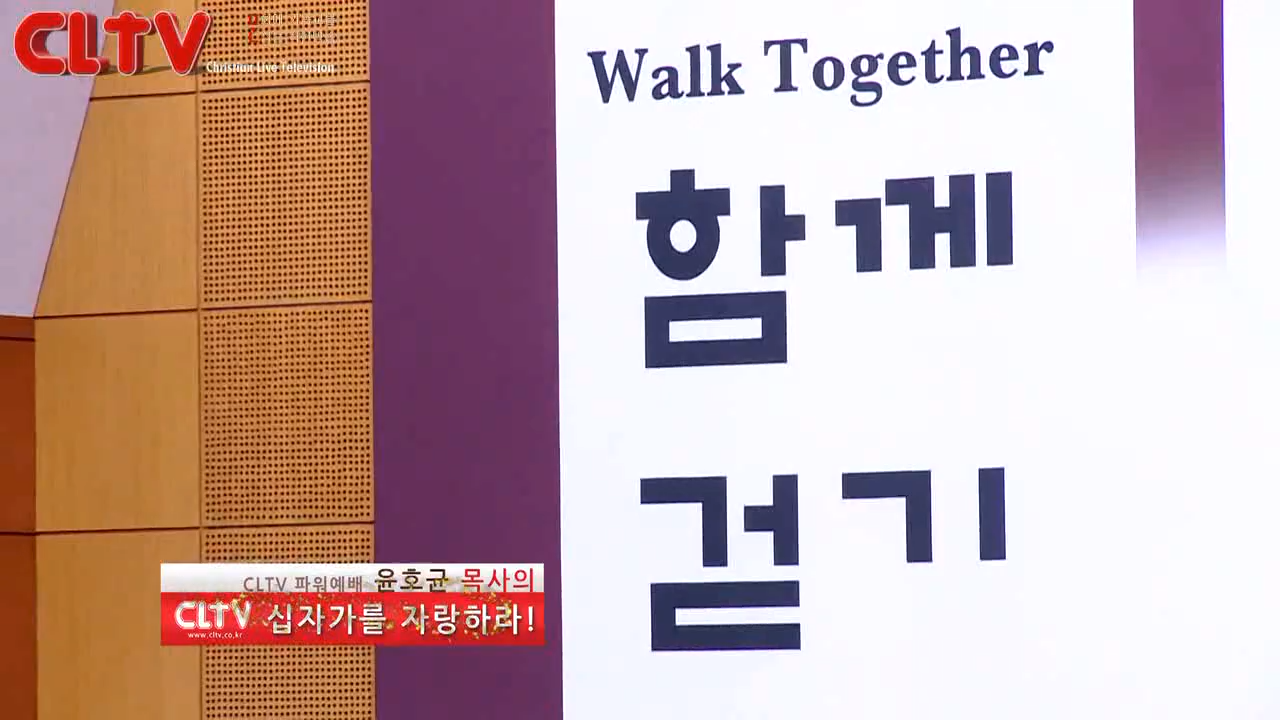 CLTV
Christian Live Television
Walk Together
함께
걷기
CLTV 파워예배 윤호균 목사의
CLTV 십자가를 자랑하라!
www.cltv.co.kr